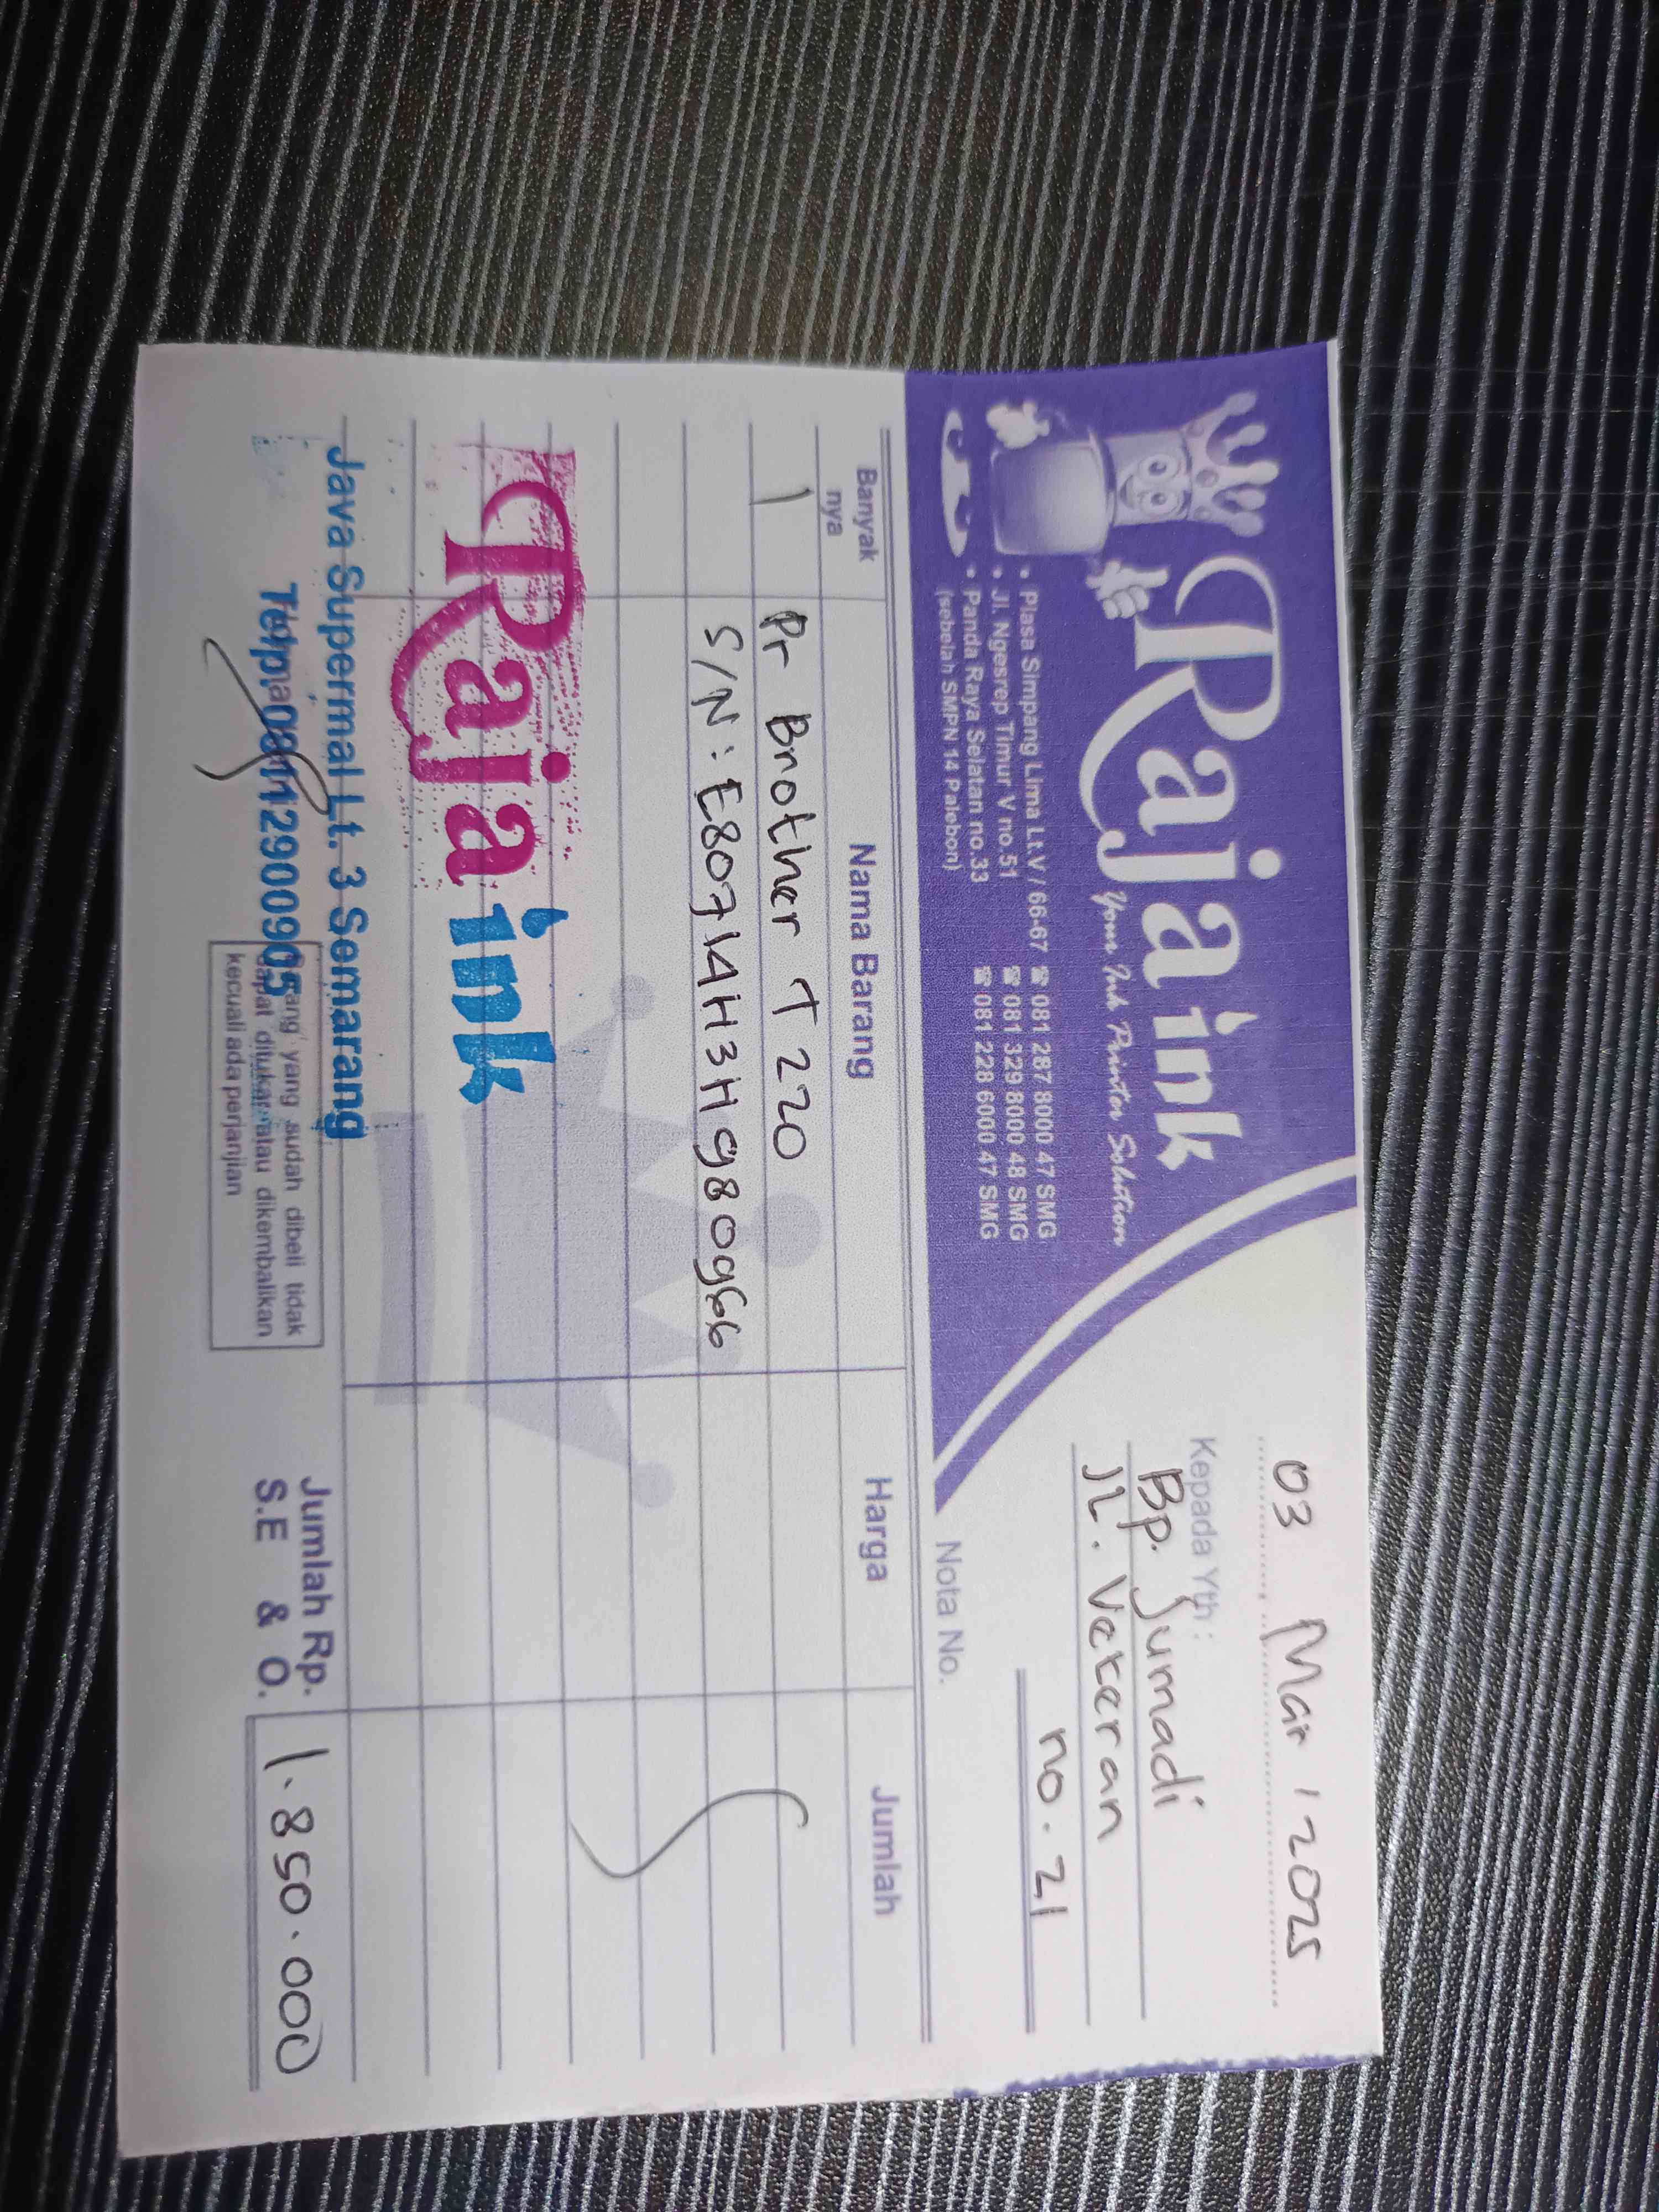 Raja ink
Your Ink Printer Solution
• Plasa Simpang Lima Lt.V / 66-67 ☎ 081 287 8000 47 SMG
• Jl. Ngesrep Timur V no.51 ☎ 081 329 8000 48 SMG
• Panda Raya Selatan no.33 ☎ 081 228 6000 47 SMG
(sebelah SMPN 14 Palebon)
03 Mar / 2025
Kepada Yth :
Bp. Jumadi
JL. Veteran
no. 21
Nota No.
Banyak nya Nama Barang Harga Jumlah
1 Pr Brother T 220
S/N : E80714H3H980966
Raja ink
Java Supermal Lt. 3 Semarang
Telp. 081129000905
yang sudah dibeli tidak
dapat ditukar atau dikembalikan
kecuali ada perjanjian
Jumlah Rp. 1.850.000
S.E & O.